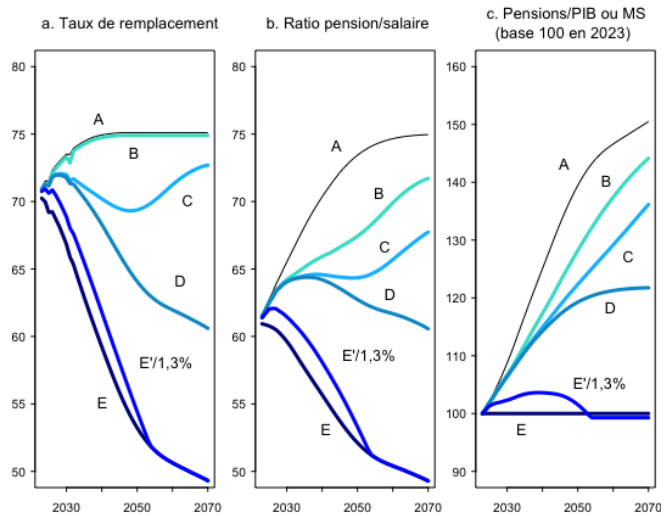 a. Taux de remplacement
b. Ratio pension/salaire
c. Pensions/PIB ou MS
(base 100 en 2023)
80
75
70
65
60
55
50
A
B
C
D
E'/1,3%
E
2030
2050
2070
80
75
70
65
60
55
50
A
B
C
D
E'/1,3%
E
2030
2050
2070
160
150
140
130
120
110
100
90
A
B
C
D
E'/1,3%
E
2030
2050
2070